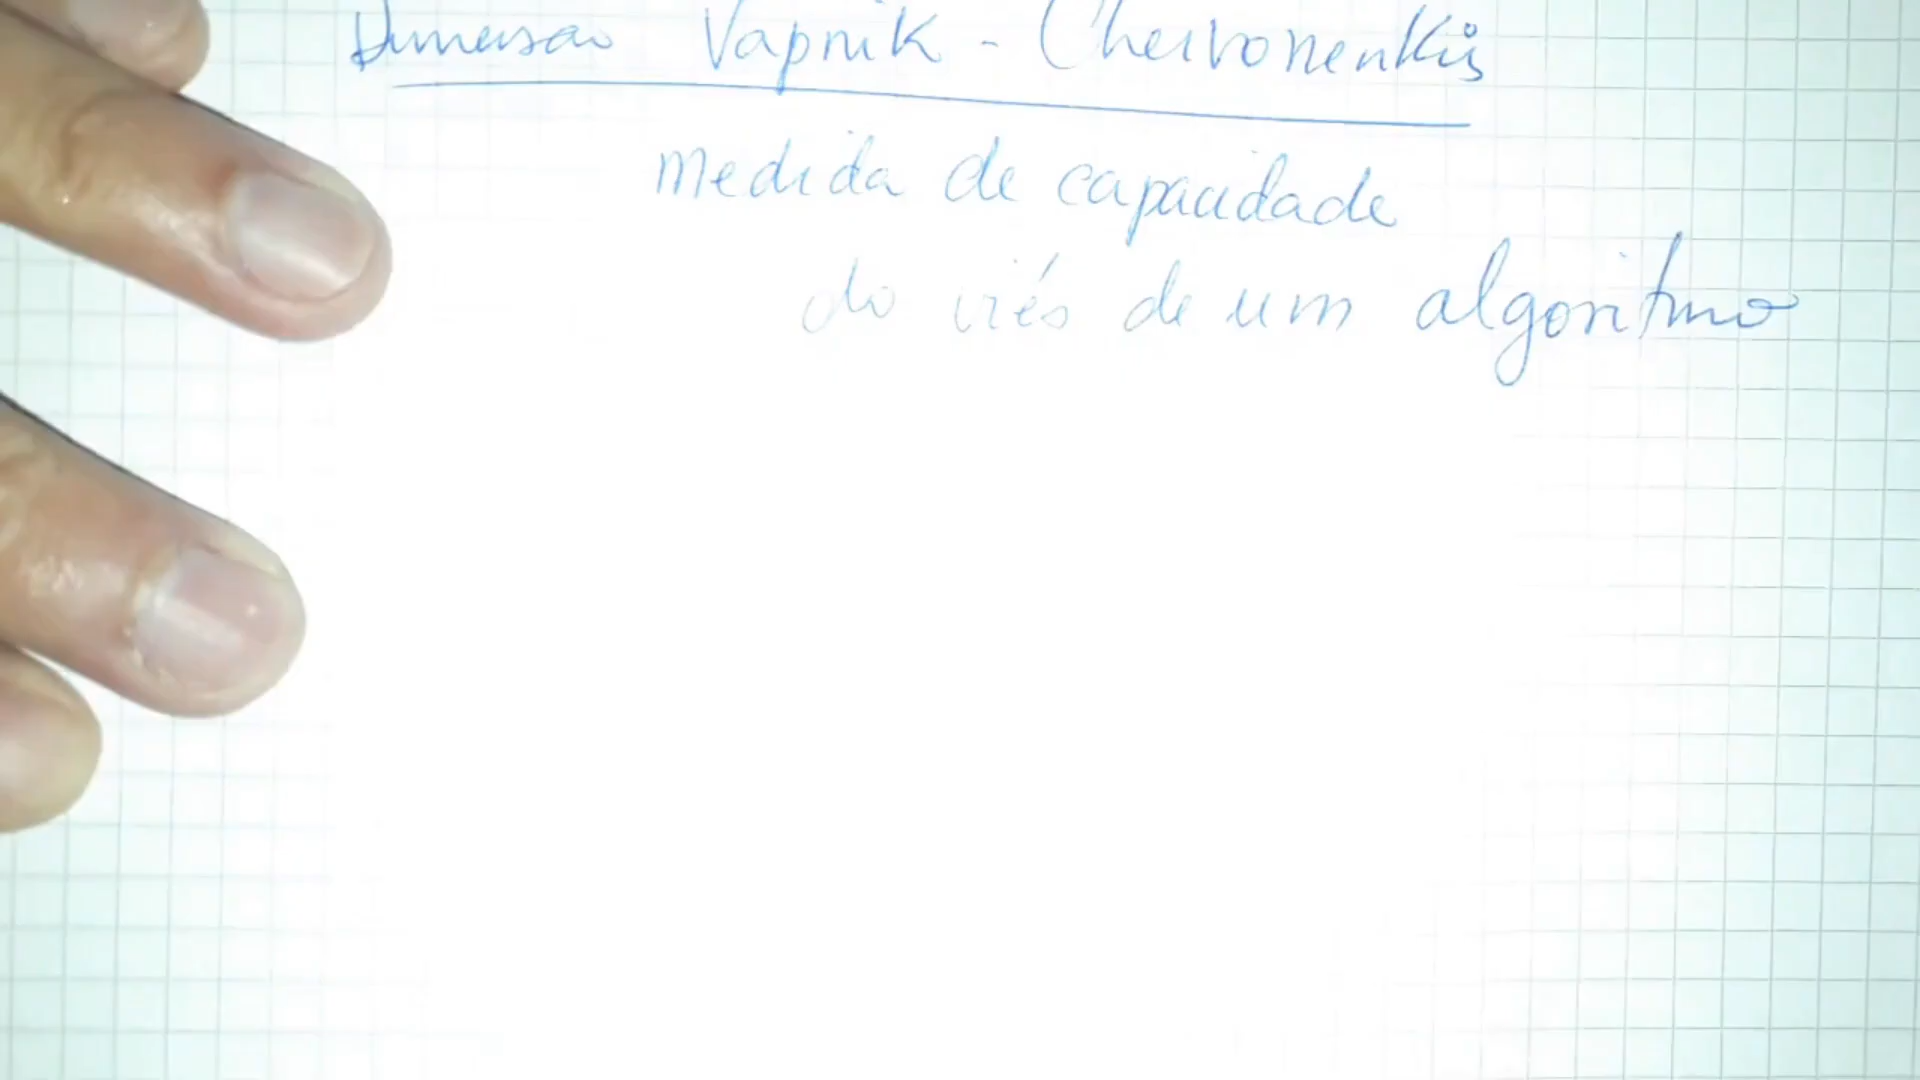 Dimensão Vapnik - Chervonenkis
medida de capacidade
do viés de um algoritmo